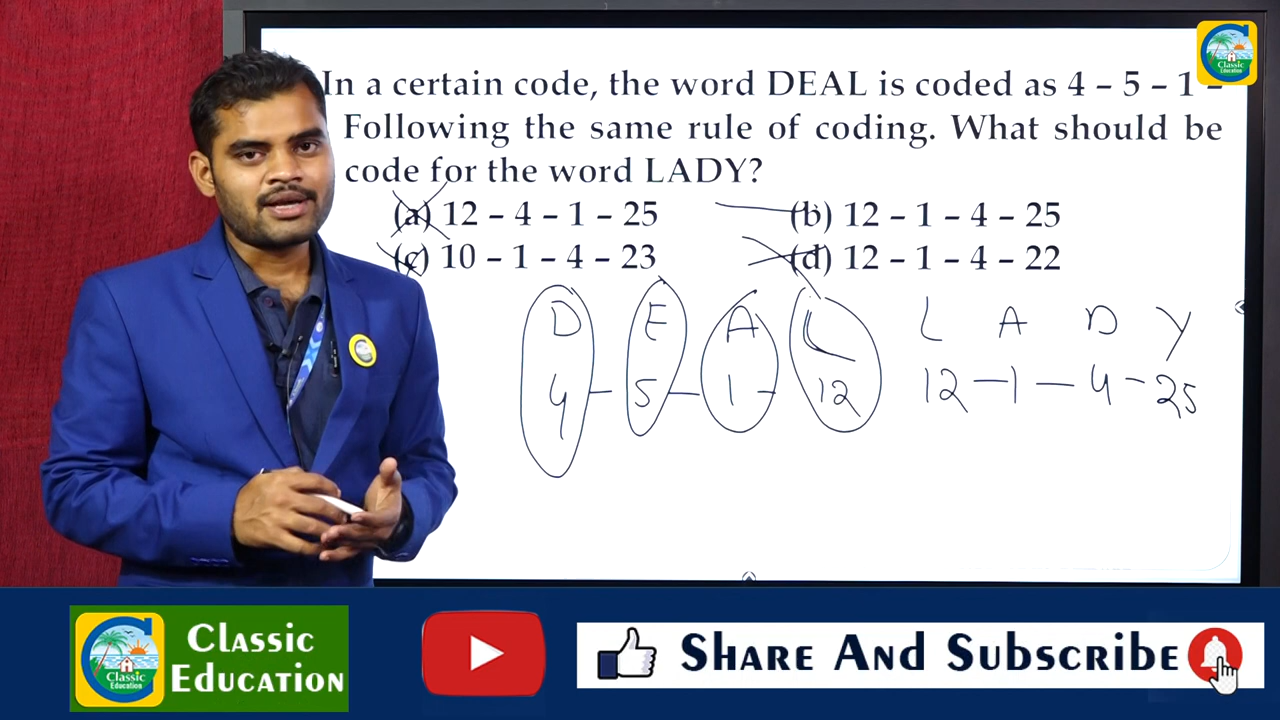 In a certain code, the word DEAL is coded as 4 – 5 – 1 –
Following the same rule of coding. What should be
code for the word LADY?
(a) 12 – 4 – 1 – 25 (b) 12 – 1 – 4 – 25
(c) 10 – 1 – 4 – 23 (d) 12 – 1 – 4 – 22
D E A L L A D Y
4 – 5 – 1 – 12 12 – 1 – 4 – 25
Classic
Education
Classic
Education
Classic
Education
Share And Subscribe